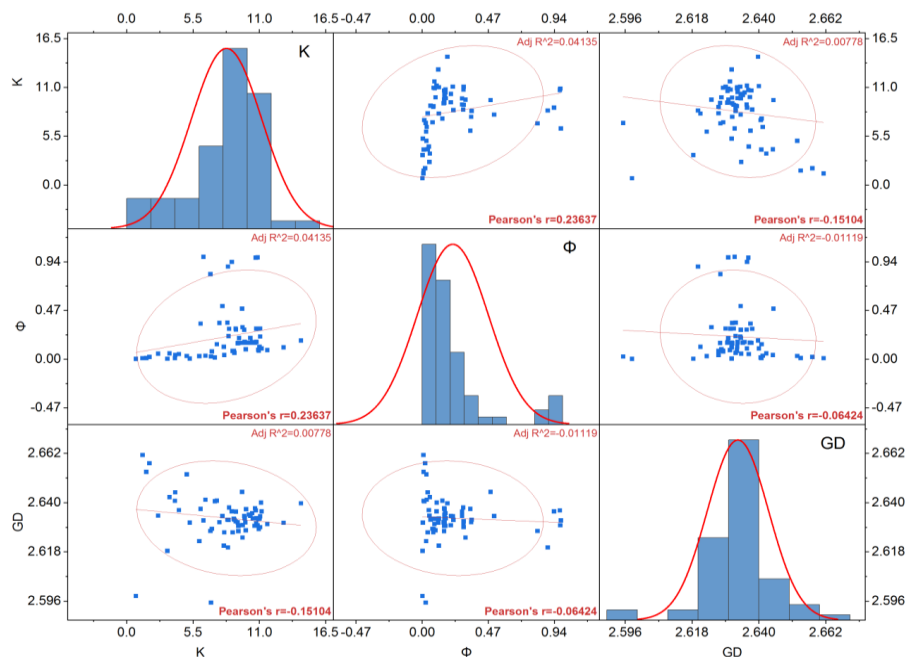 0.0 5.5 11.0 16.5 -0.47 0.00 0.47 0.94 2.596 2.618 2.640 2.662
16.5
11.0
5.5
0.0
K
K
Adj R^2=0.04135
Pearson's r=0.23637
Adj R^2=0.00778
Pearson's r=-0.15104
16.5
11.0
5.5
0.0
K
0.94
0.47
0.00
-0.47
Φ
Adj R^2=0.04135
Pearson's r=0.23637
Φ
Adj R^2=-0.01119
Pearson's r=-0.06424
0.94
0.47
0.00
-0.47
Φ
2.662
2.640
2.618
2.596
GD
Adj R^2=0.00778
Pearson's r=-0.15104
Adj R^2=-0.01119
Pearson's r=-0.06424
GD
2.662
2.640
2.618
2.596
GD
0.0 5.5 11.0 16.5 -0.47 0.00 0.47 0.94 2.596 2.618 2.640 2.662
K Φ GD